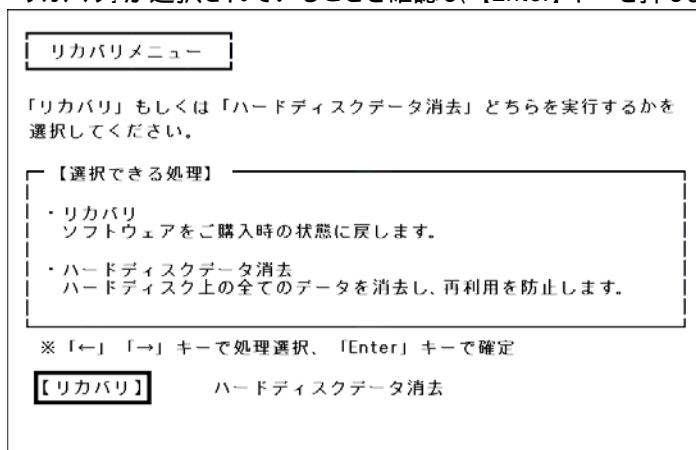 リカバリメニュー
「リカバリ」もしくは「ハードディスクデータ消去」どちらを実行するかを
選択してください。
【選択できる処理】
・リカバリ
ソフトウェアをご購入時の状態に戻します。
・ハードディスクデータ消去
ハードディスク上の全てのデータを消去し、再利用を防止します。
※「←」「→」キーで処理選択、「Enter」キーで確定
【リカバリ】 ハードディスクデータ消去